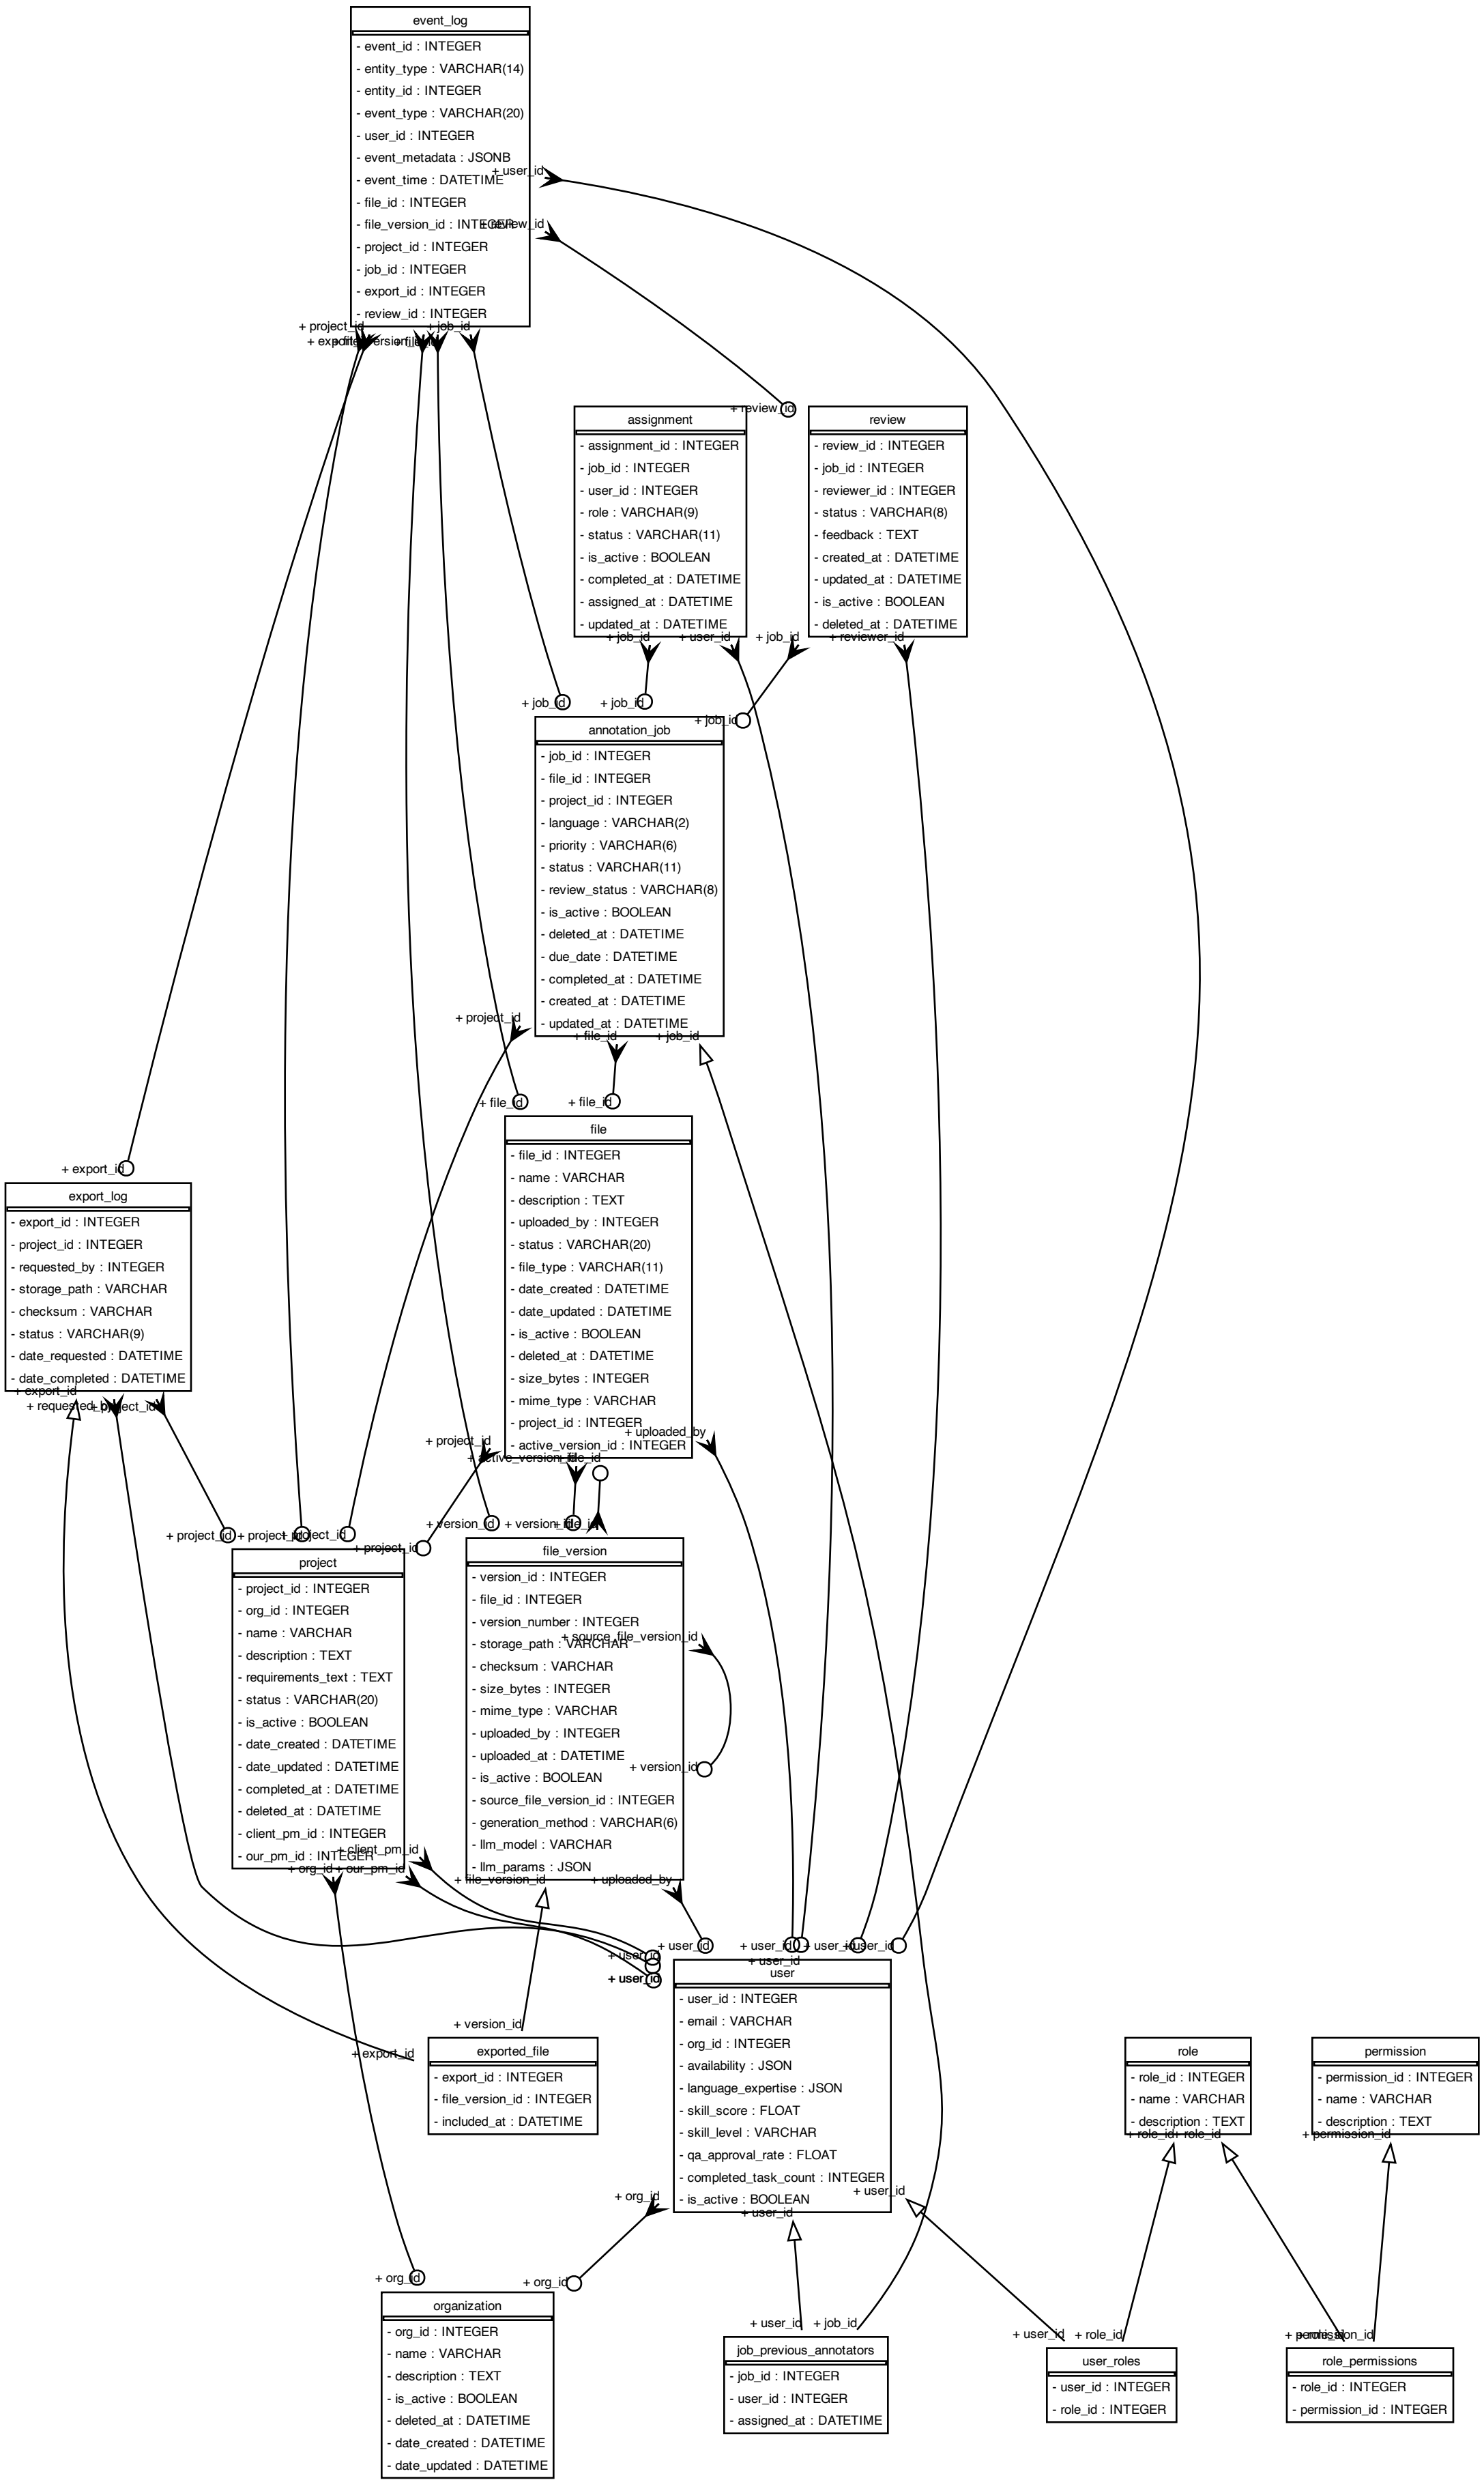 event_log
- event_id : INTEGER
- entity_type : VARCHAR(14)
- entity_id : INTEGER
- event_type : VARCHAR(20)
- user_id : INTEGER
- event_metadata : JSONB
- event_time : DATETIME
- file_id : INTEGER
- file_version_id : INTEGER
- project_id : INTEGER
- job_id : INTEGER
- export_id : INTEGER
- review_id : INTEGER
+ user_id
+ review_id
+ project_id
+ job_id
+ review_id
assignment
- assignment_id : INTEGER
- job_id : INTEGER
- user_id : INTEGER
- role : VARCHAR(9)
- status : VARCHAR(11)
- is_active : BOOLEAN
- completed_at : DATETIME
- assigned_at : DATETIME
- updated_at : DATETIME
review
- review_id : INTEGER
- job_id : INTEGER
- reviewer_id : INTEGER
- status : VARCHAR(8)
- feedback : TEXT
- created_at : DATETIME
- updated_at : DATETIME
- is_active : BOOLEAN
- deleted_at : DATETIME
+ job_id
+ user_id
+ job_id
+ reviewer_id
+ job_id
+ job_id
+ job_id
annotation_job
- job_id : INTEGER
- file_id : INTEGER
- project_id : INTEGER
- language : VARCHAR(2)
- priority : VARCHAR(6)
- status : VARCHAR(11)
- review_status : VARCHAR(8)
- is_active : BOOLEAN
- deleted_at : DATETIME
- due_date : DATETIME
- completed_at : DATETIME
- created_at : DATETIME
- updated_at : DATETIME
+ project_id
+ file_id
+ job_id
+ file_id
+ file_id
file
- file_id : INTEGER
- name : VARCHAR
- description : TEXT
- uploaded_by : INTEGER
- status : VARCHAR(20)
- file_type : VARCHAR(11)
- date_created : DATETIME
- date_updated : DATETIME
- is_active : BOOLEAN
- deleted_at : DATETIME
- size_bytes : INTEGER
- mime_type : VARCHAR
- project_id : INTEGER
- active_version_id : INTEGER
+ export_id
export_log
- export_id : INTEGER
- project_id : INTEGER
- requested_by : INTEGER
- storage_path : VARCHAR
- checksum : VARCHAR
- status : VARCHAR(9)
- date_requested : DATETIME
- date_completed : DATETIME
+ export_id
+ requested_by
+ project_id
+ uploaded_by
+ project_id
+ project_id
+ project_id
+ project_id
+ project_id
+ version_id
+ version_id
project
- project_id : INTEGER
- org_id : INTEGER
- name : VARCHAR
- description : TEXT
- requirements_text : TEXT
- status : VARCHAR(20)
- is_active : BOOLEAN
- date_created : DATETIME
- date_updated : DATETIME
- completed_at : DATETIME
- deleted_at : DATETIME
- client_pm_id : INTEGER
- our_pm_id : INTEGER
+ client_pm_id
+ org_id
+ our_pm_id
file_version
- version_id : INTEGER
- file_id : INTEGER
- version_number : INTEGER
- storage_path : VARCHAR
- checksum : VARCHAR
- size_bytes : INTEGER
- mime_type : VARCHAR
- uploaded_by : INTEGER
- uploaded_at : DATETIME
- is_active : BOOLEAN
- source_file_version_id : INTEGER
- generation_method : VARCHAR(6)
- llm_model : VARCHAR
- llm_params : JSON
+ source_file_version_id
+ version_id
+ file_version_id
+ uploaded_by
+ user_id
+ user_id
+ user_id
+ user_id
+ user_id
+ user_id
+ user_id
user
- user_id : INTEGER
- email : VARCHAR
- org_id : INTEGER
- availability : JSON
- language_expertise : JSON
- skill_score : FLOAT
- skill_level : VARCHAR
- qa_approval_rate : FLOAT
- completed_task_count : INTEGER
- is_active : BOOLEAN
+ version_id
+ export_id
exported_file
- export_id : INTEGER
- file_version_id : INTEGER
- included_at : DATETIME
role
- role_id : INTEGER
- name : VARCHAR
- description : TEXT
+ role_id
+ role_id
permission
- permission_id : INTEGER
- name : VARCHAR
- description : TEXT
+ permission_id
+ org_id
+ user_id
+ user_id
+ org_id
+ org_id
organization
- org_id : INTEGER
- name : VARCHAR
- description : TEXT
- is_active : BOOLEAN
- deleted_at : DATETIME
- date_created : DATETIME
- date_updated : DATETIME
+ user_id
+ job_id
job_previous_annotators
- job_id : INTEGER
- user_id : INTEGER
- assigned_at : DATETIME
+ user_id
+ role_id
user_roles
- user_id : INTEGER
- role_id : INTEGER
role_permissions
- role_id : INTEGER
- permission_id : INTEGER